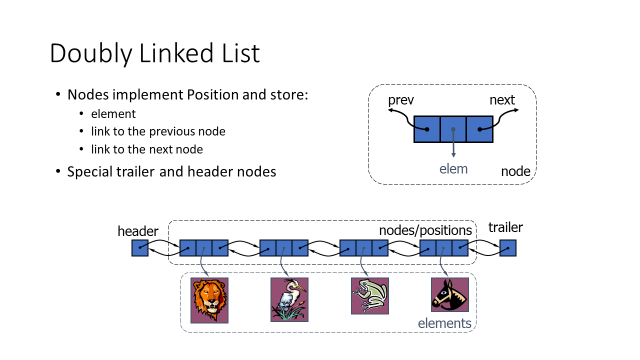 Doubly Linked List
• Nodes implement Position and store:
• element
• link to the previous node
• link to the next node
• Special trailer and header nodes
prev next
elem
node
header nodes/positions trailer
elements